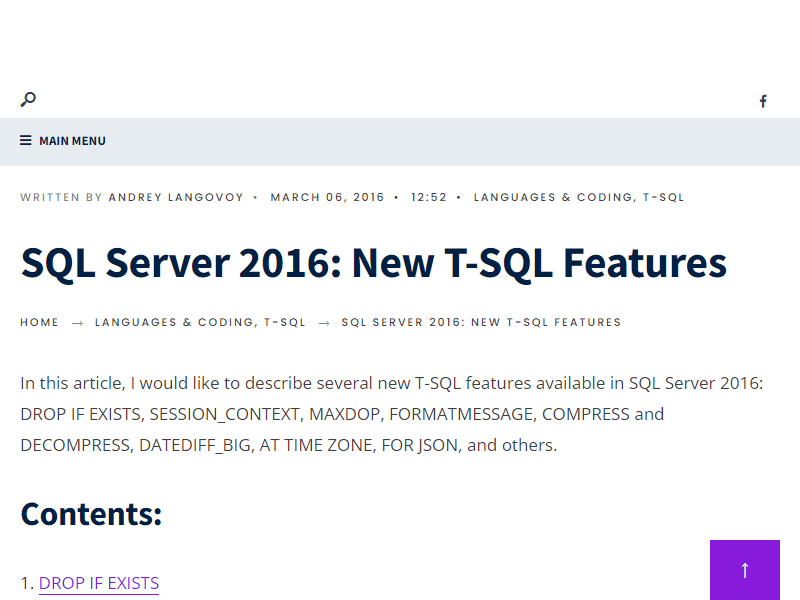 MAIN MENU
WRITTEN BY ANDREY LANGOVOY • MARCH 06, 2016 • 12:52 • LANGUAGES & CODING, T-SQL
SQL Server 2016: New T-SQL Features
HOME → LANGUAGES & CODING, T-SQL → SQL SERVER 2016: NEW T-SQL FEATURES
In this article, I would like to describe several new T-SQL features available in SQL Server 2016:
DROP IF EXISTS, SESSION_CONTEXT, MAXDOP, FORMATMESSAGE, COMPRESS and
DECOMPRESS, DATEDIFF_BIG, AT TIME ZONE, FOR JSON, and others.
Contents:
1. DROP IF EXISTS